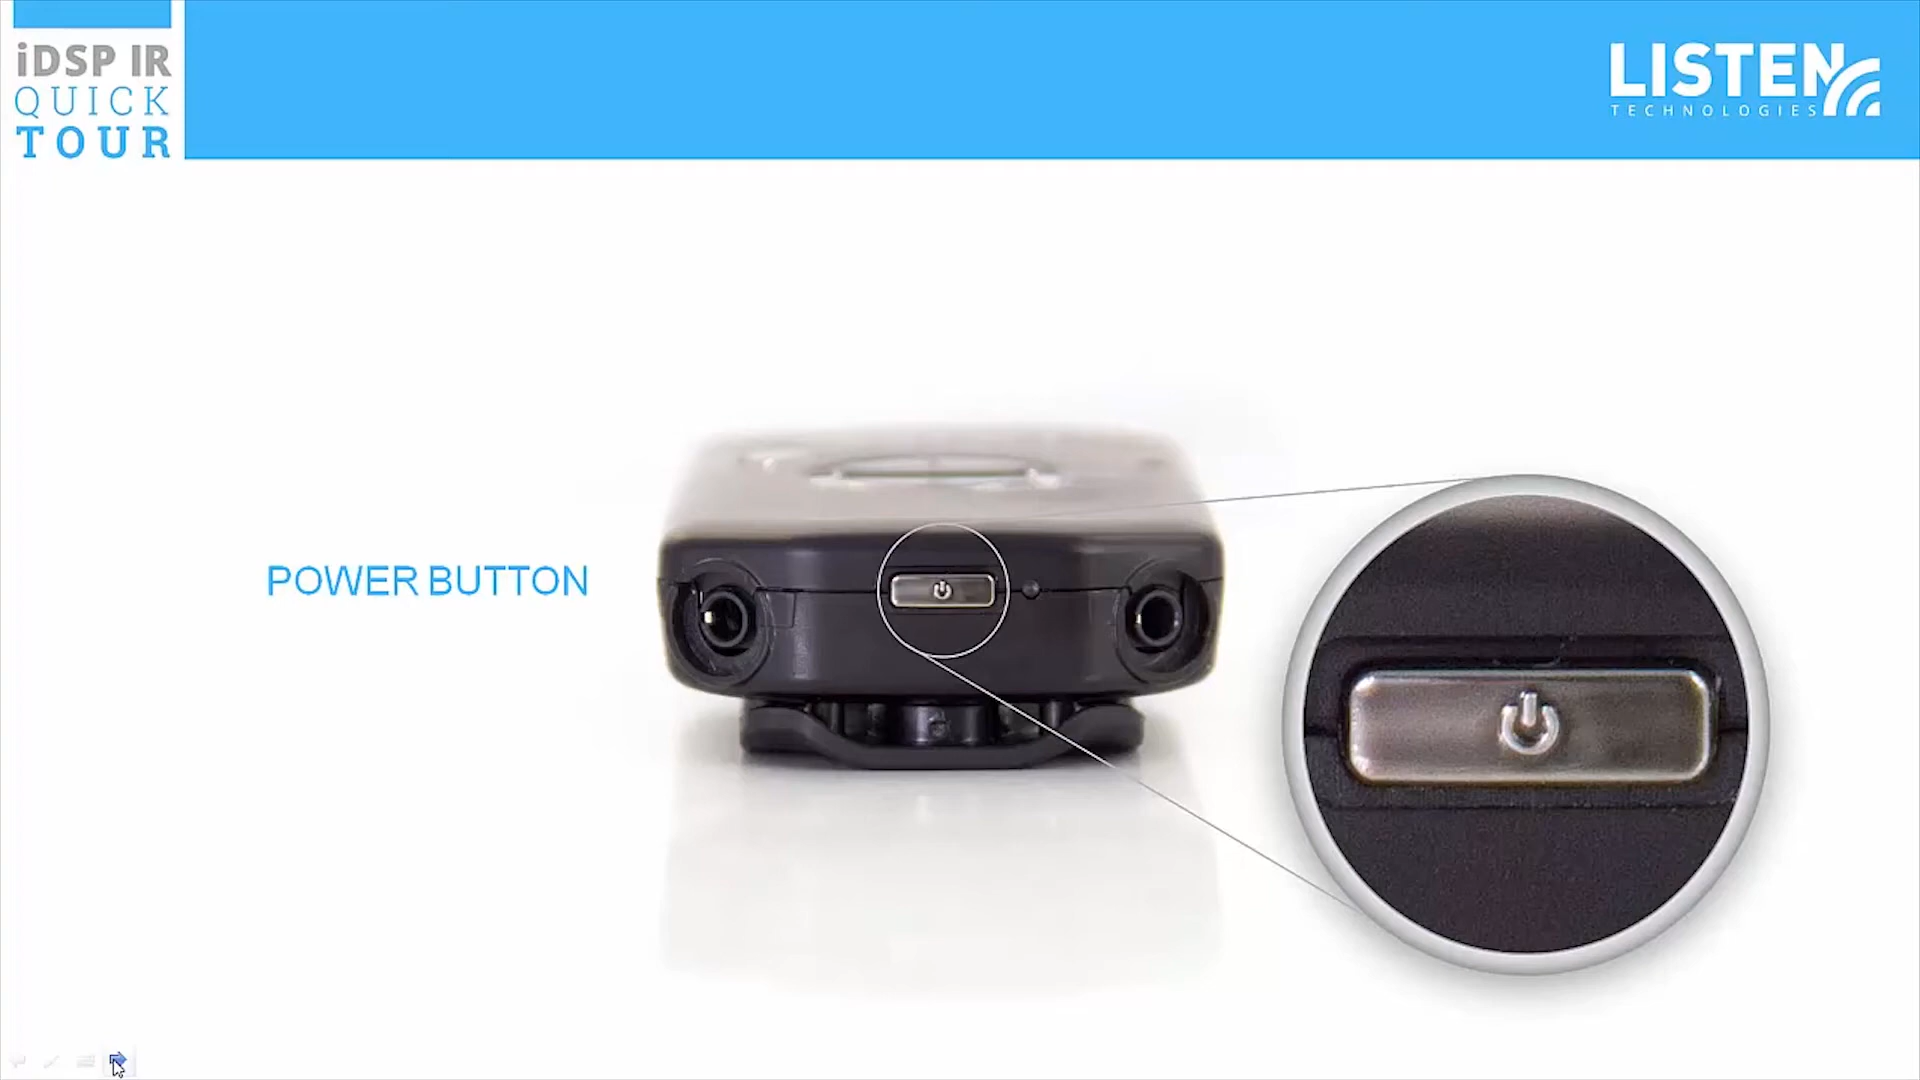 iDSP IR
QUICK
TOUR
LISTEN
TECHNOLOGIES
POWER BUTTON